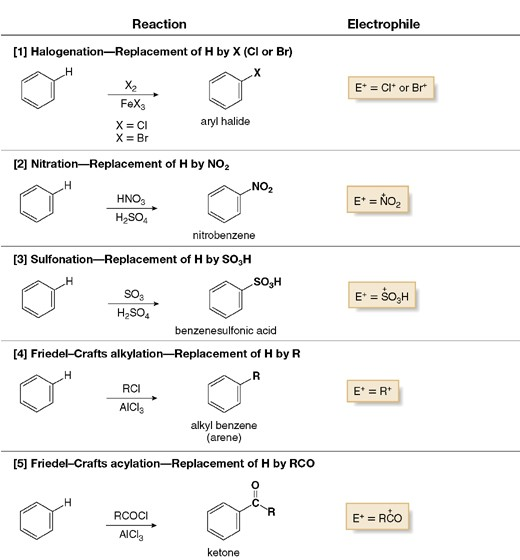 Reaction Electrophile
[1] Halogenation—Replacement of H by X (Cl or Br)
H
X₂
FeX₃
X = Cl
X = Br
X
aryl halide
E⁺ = Cl⁺ or Br⁺
[2] Nitration—Replacement of H by NO₂
H
HNO₃
H₂SO₄
NO₂
nitrobenzene
E⁺ = N⁺O₂
[3] Sulfonation—Replacement of H by SO₃H
H
SO₃
H₂SO₄
SO₃H
benzenesulfonic acid
E⁺ = S⁺O₃H
[4] Friedel–Crafts alkylation—Replacement of H by R
H
RCl
AlCl₃
R
alkyl benzene
(arene)
E⁺ = R⁺
[5] Friedel–Crafts acylation—Replacement of H by RCO
H
RCOCl
AlCl₃
O
C
R
ketone
E⁺ = RC⁺O